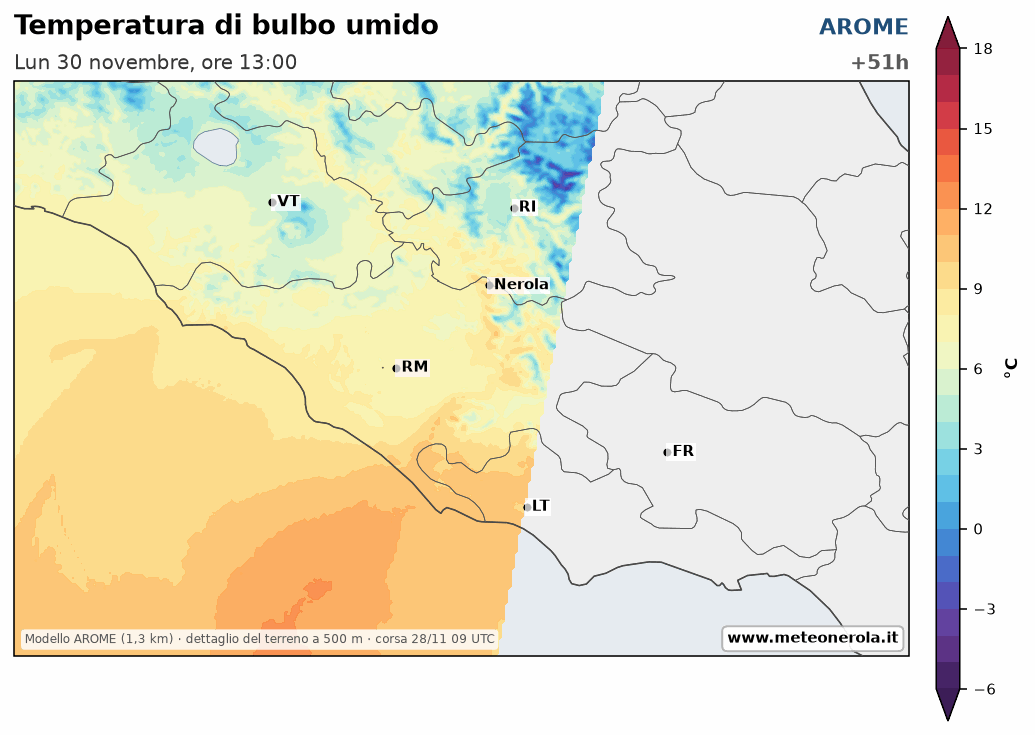 Temperatura di bulbo umido
AROME
Lun 30 novembre, ore 13:00
+51h
18
15
12
9
6
3
0
−3
−6
°C
VT
RI
Nerola
RM
FR
LT
Modello AROME (1,3 km) · dettaglio del terreno a 500 m · corsa 28/11 09 UTC
www.meteonerola.it